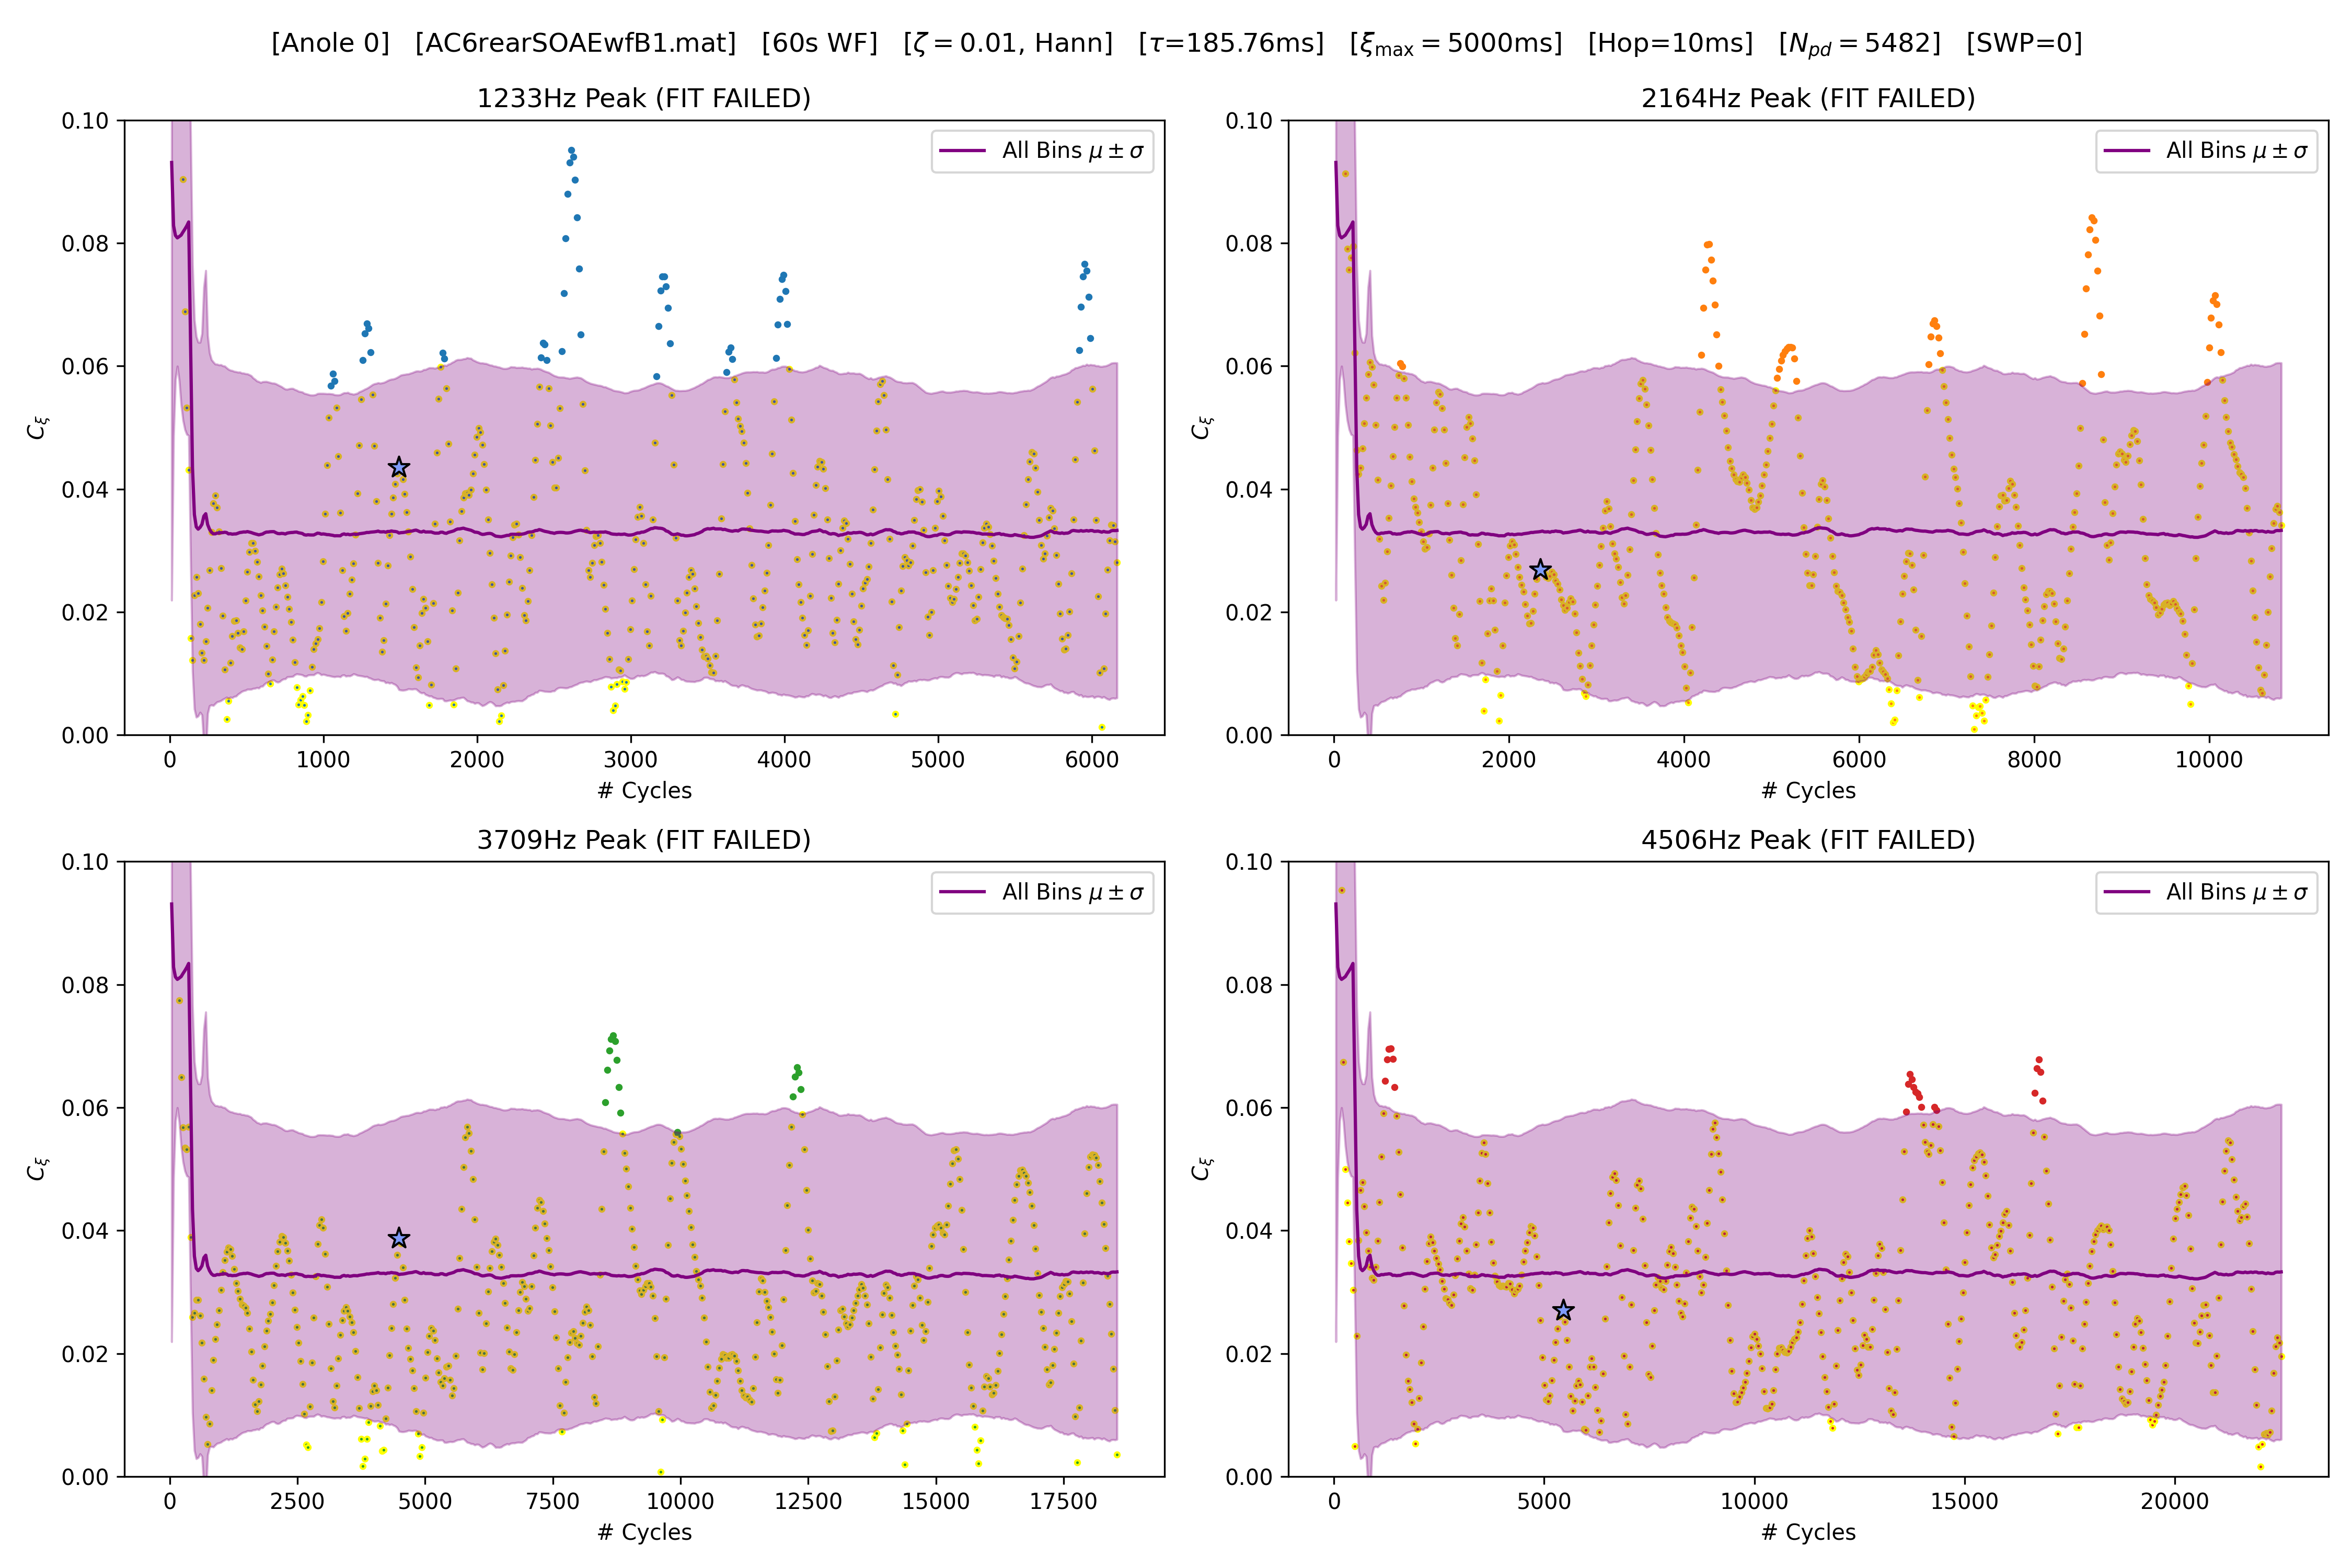 [Anole 0] [AC6rearSOAEwfB1.mat] [60s WF] [ζ = 0.01, Hann] [τ=185.76ms] [ξmax = 5000ms] [Hop=10ms] [Npd = 5482] [SWP=0]
1233Hz Peak (FIT FAILED)
0.10
0.08
0.06
0.04
0.02
0.00
Cξ
All Bins μ ± σ
0 1000 2000 3000 4000 5000 6000
# Cycles
2164Hz Peak (FIT FAILED)
0.10
0.08
0.06
0.04
0.02
0.00
Cξ
All Bins μ ± σ
0 2000 4000 6000 8000 10000
# Cycles
3709Hz Peak (FIT FAILED)
0.10
0.08
0.06
0.04
0.02
0.00
Cξ
All Bins μ ± σ
0 2500 5000 7500 10000 12500 15000 17500
# Cycles
4506Hz Peak (FIT FAILED)
0.10
0.08
0.06
0.04
0.02
0.00
Cξ
All Bins μ ± σ
0 5000 10000 15000 20000
# Cycles